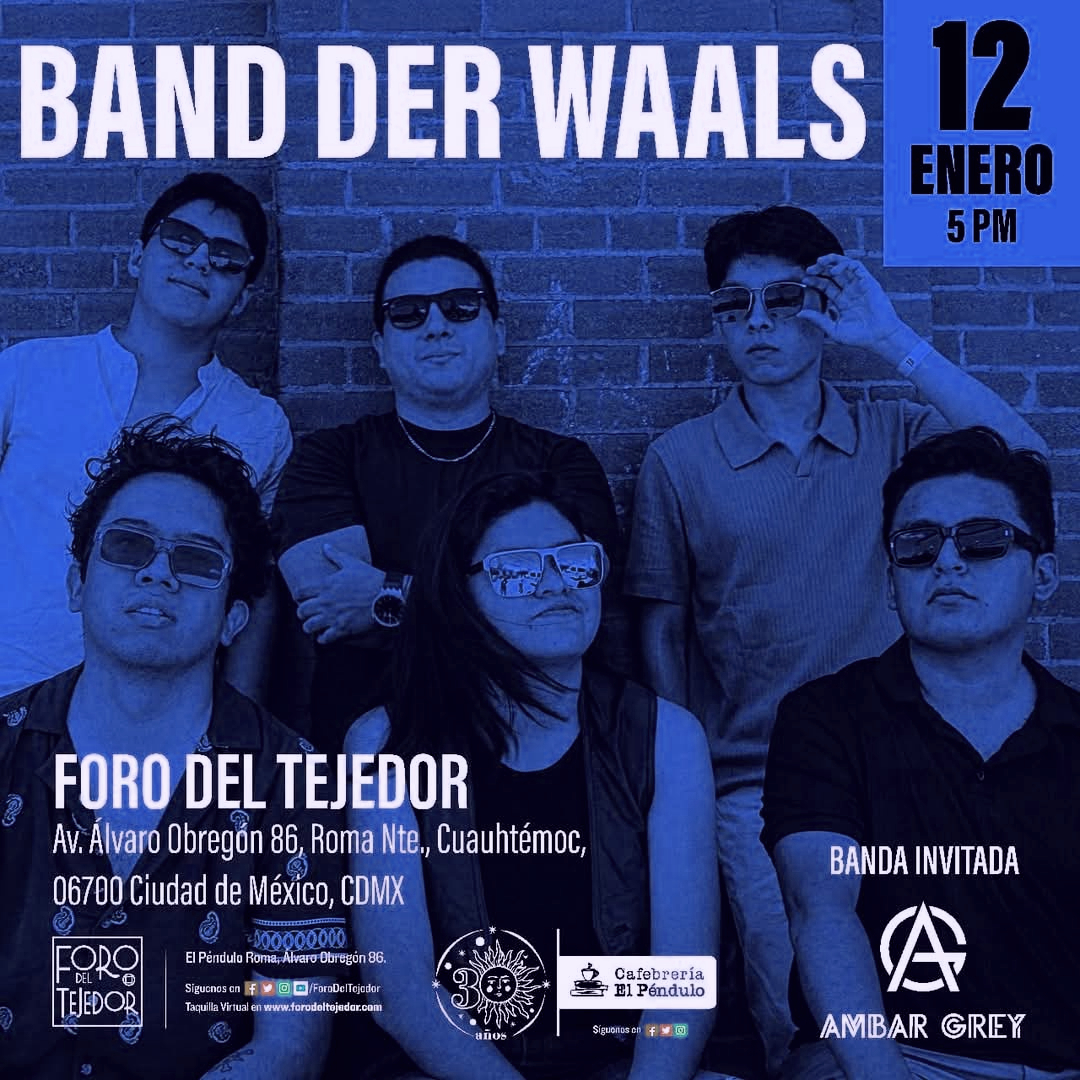 BAND DER WAALS
12
ENERO
5 PM
FORO DEL TEJEDOR
Av. Álvaro Obregón 86, Roma Nte., Cuauhtémoc,
06700 Ciudad de México, CDMX
BANDA INVITADA
AG
AMBAR GREY
FORO
DEL
TEJEDOR
El Péndulo Roma, Álvaro Obregón 86.
Síguenos en /ForoDelTejedor
Taquilla Virtual en www.forodeltejedor.com
30
años
Cafebrería
El Péndulo
Síguenos en